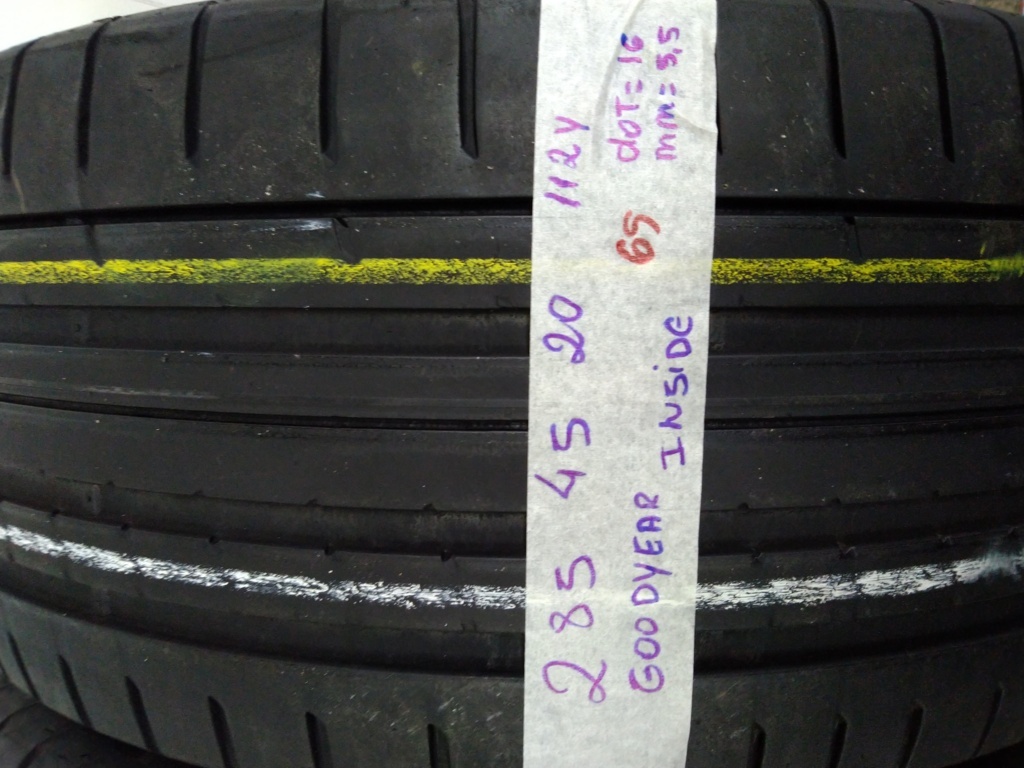 285 45 20 112Y
GOODYEAR INSIDE 65
DOT=16
mm=5,5